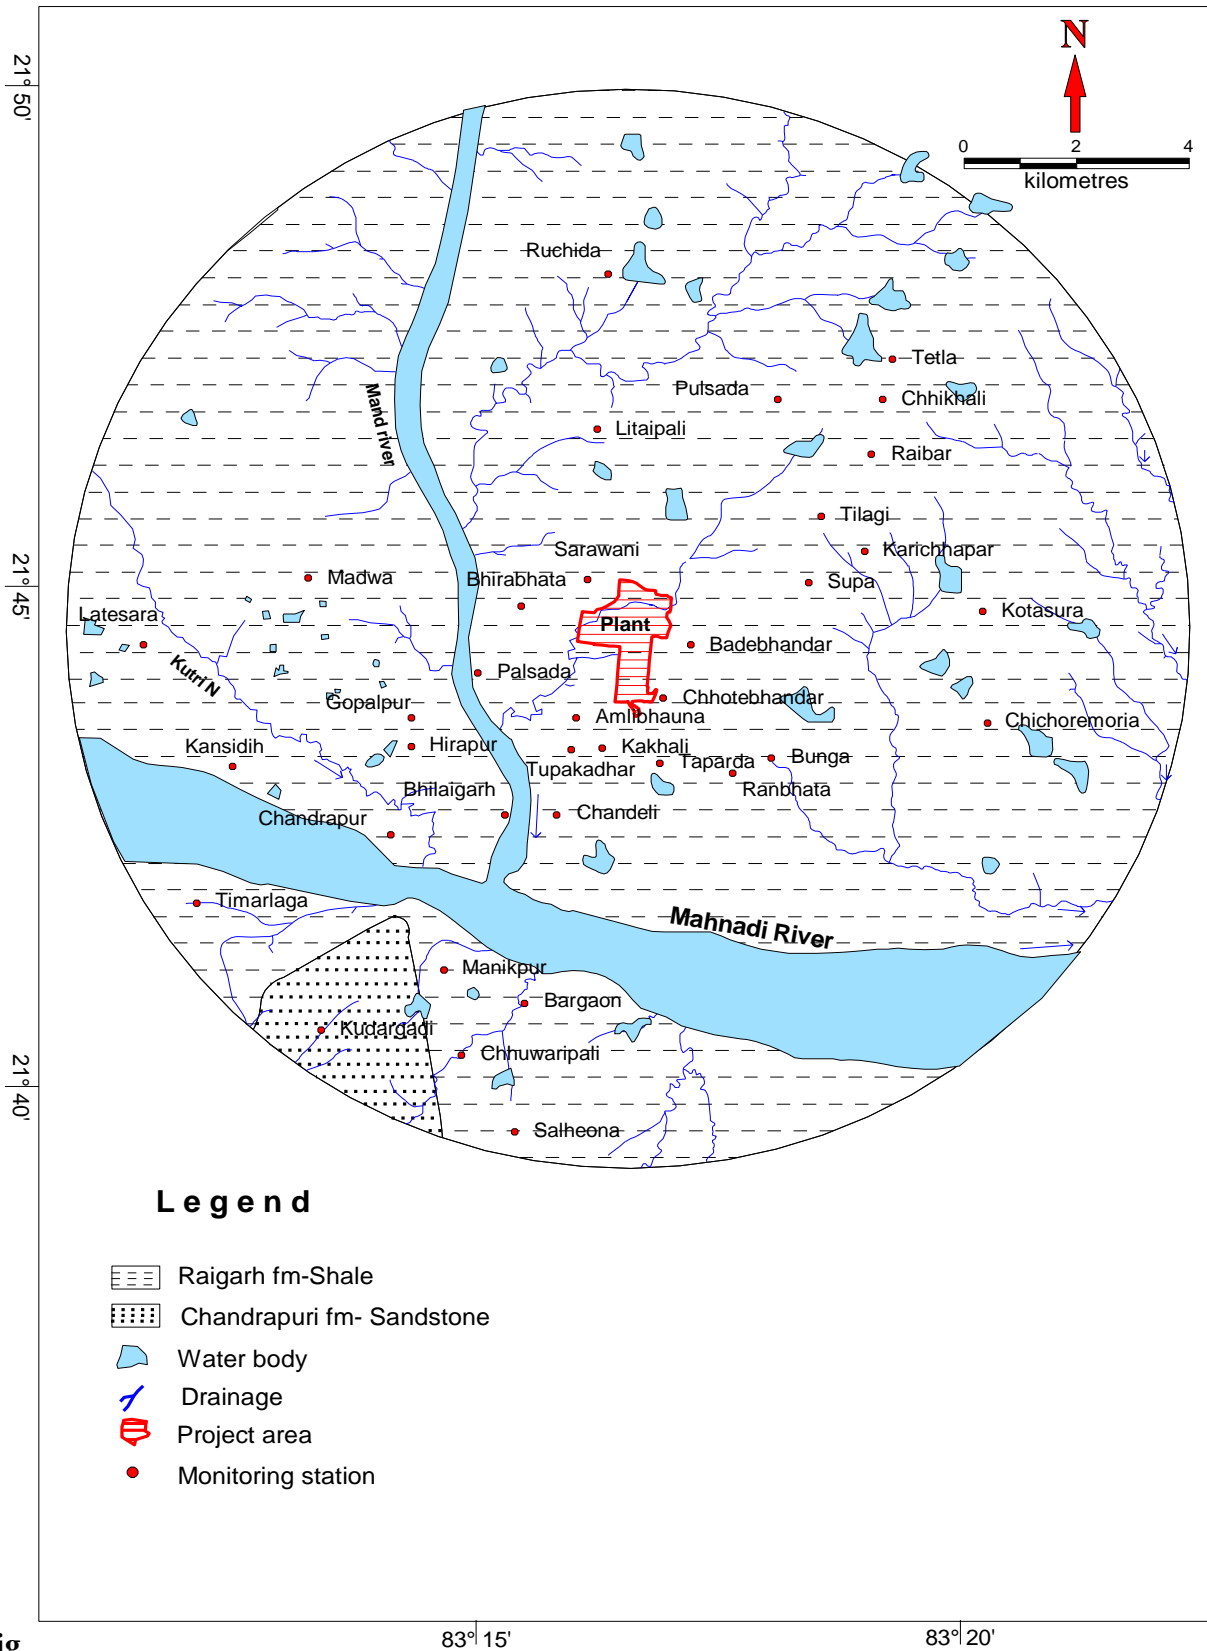 N
21° 50'
0 2 4
kilometres
Ruchida
Tetla
Pulsada
Chhikhali
Mand river
Litaipali
Raibar
Tilagi
Sarawani
Karichhapar
21° 45'
Madwa
Bhirabhata
Supa
Latesara
Plant
Kotasura
Badebhandar
Kutri N
Palsada
Gopalpur
Chhotebhandar
Amlibhauna
Chichoremoria
Kansidih
Hirapur
Kakhali
Tupakadhar
Taparda
Bunga
Bhilaigarh
Ranbhata
Chandrapur
Chandeli
Timarlaga
Mahnadi River
Manikpur
Bargaon
Kudargadi
Chhuwaripali
21° 40'
Salheona
Legend
Raigarh fm-Shale
Chandrapuri fm- Sandstone
Water body
Drainage
Project area
Monitoring station
83° 15' 83° 20'